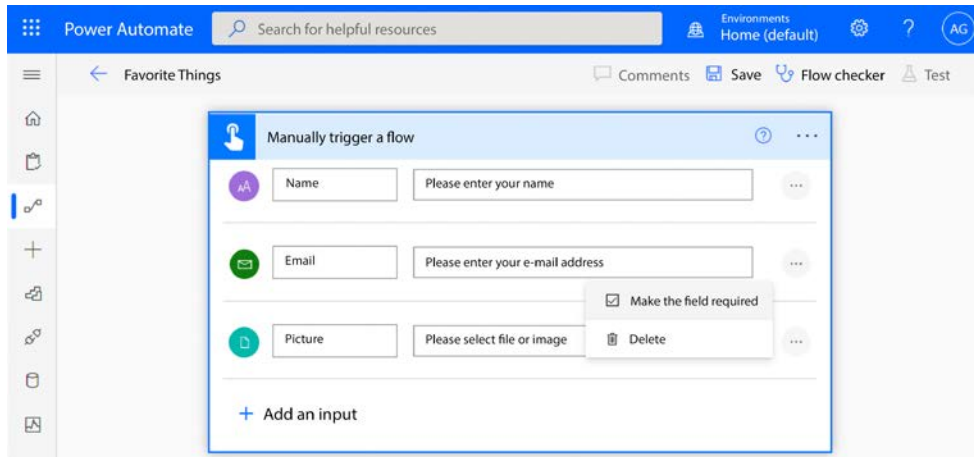 Power Automate
Search for helpful resources
Environments
Home (default)
?
AG
Favorite Things
Comments
Save
Flow checker
Test
Manually trigger a flow
?
...
AA
Name
Please enter your name
...
Email
Please enter your e-mail address
...
Make the field required
Picture
Please select file or image
Delete
...
+ Add an input